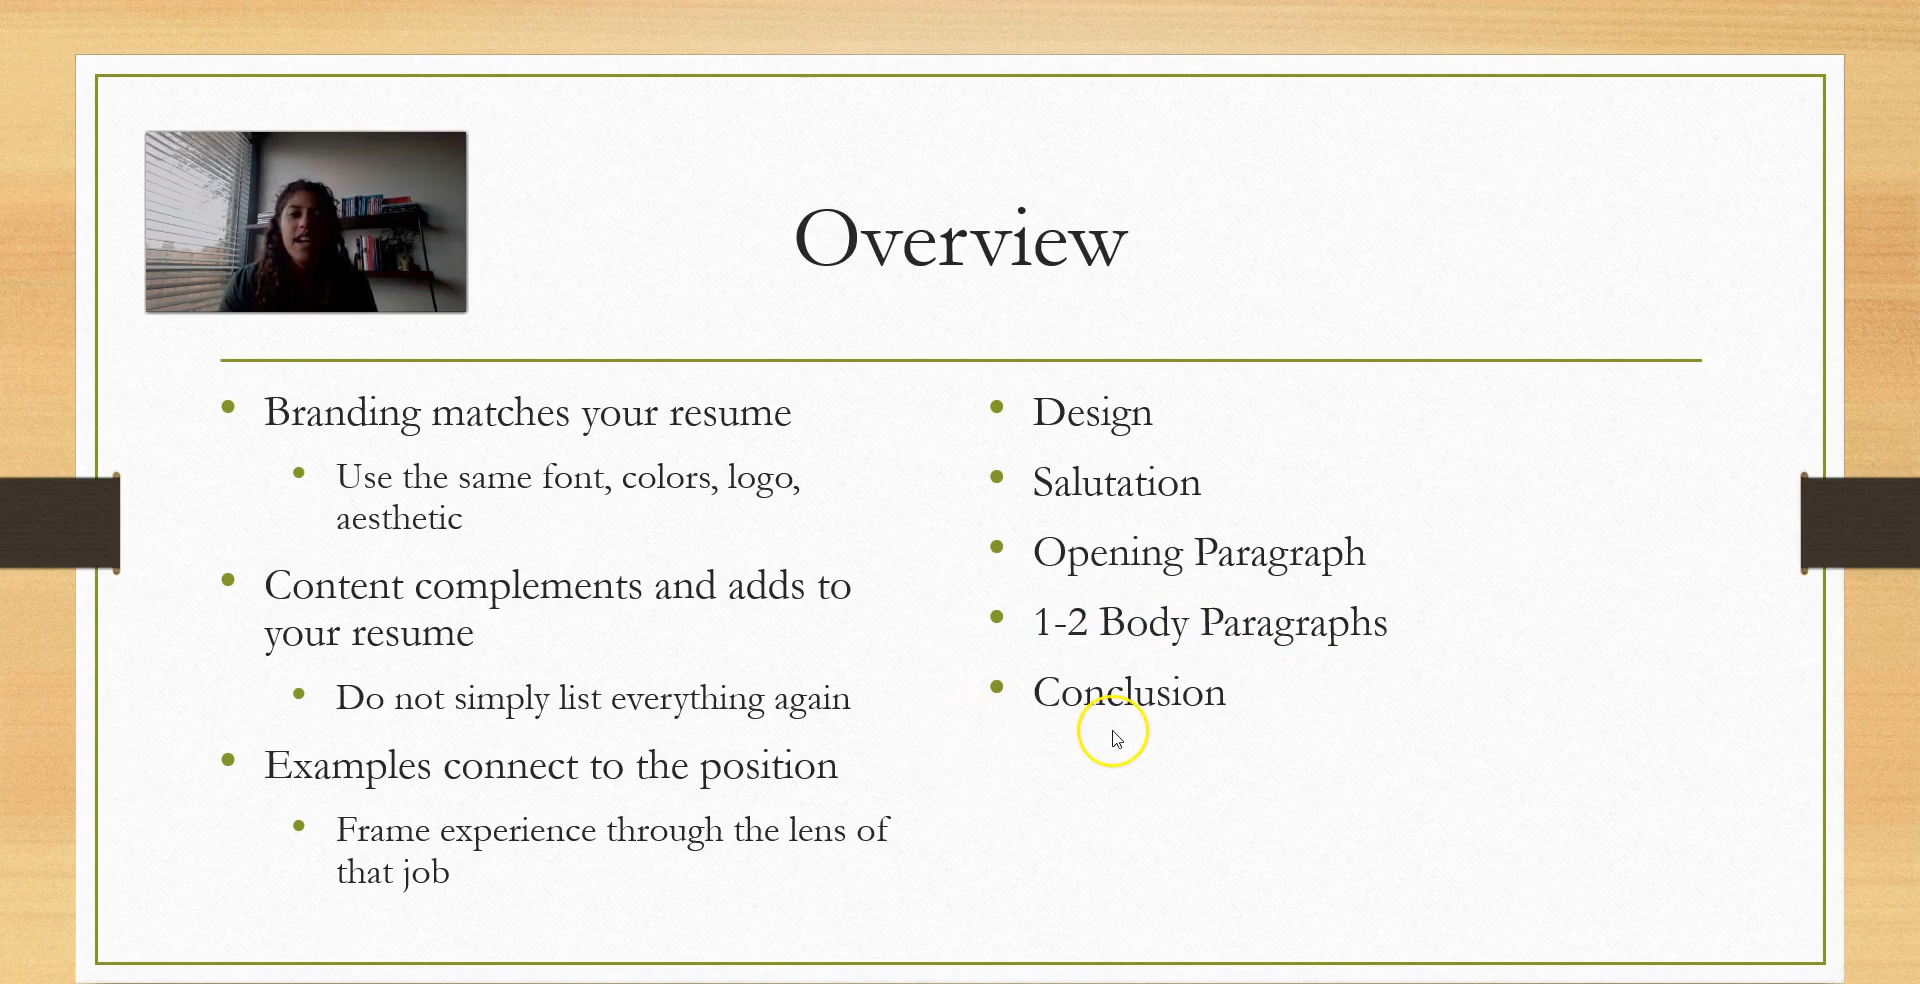 Overview
Branding matches your resume
Use the same font, colors, logo,
aesthetic
Content complements and adds to
your resume
Do not simply list everything again
Examples connect to the position
Frame experience through the lens of
that job
Design
Salutation
Opening Paragraph
1-2 Body Paragraphs
Conclusion